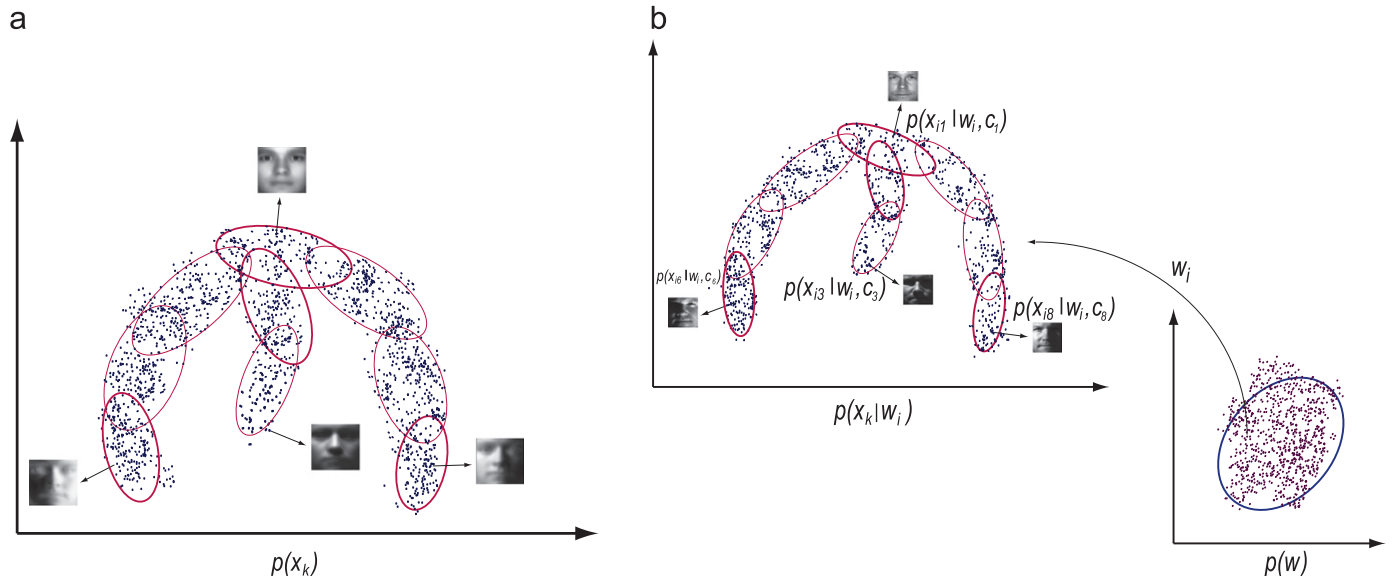 a
p(x_k)
b
p(x_{i1} | w_i, c_1)
p(x_{i6} | w_i, c_6)
p(x_{i3} | w_i, c_3)
p(x_{i8} | w_i, c_8)
p(x_k | w_i)
w_i
p(w)